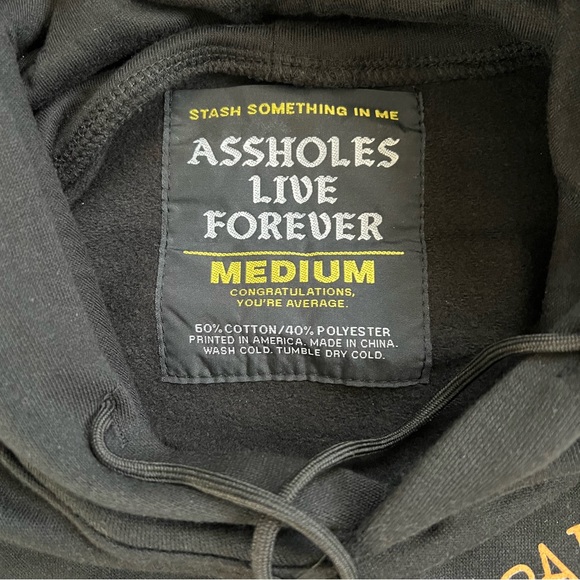 STASH SOMETHING IN ME
ASSHOLES
LIVE
FOREVER
MEDIUM
CONGRATULATIONS,
YOU'RE AVERAGE.
60% COTTON/40% POLYESTER
PRINTED IN AMERICA. MADE IN CHINA.
WASH COLD. TUMBLE DRY COLD.